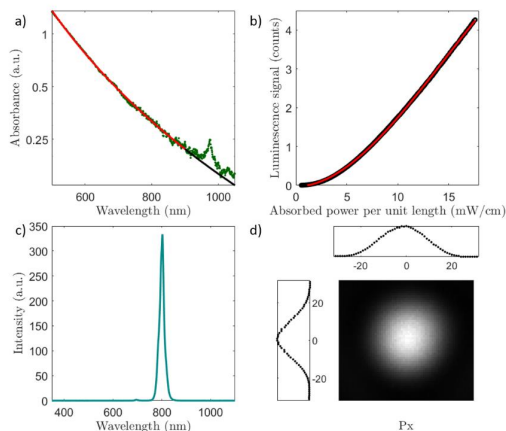 a)
Absorbance (a.u.)
1
0.5
0.25
600 800 1000
Wavelength (nm)
b)
Luminescence signal (counts)
4
3
2
1
0
0 5 10 15
Absorbed power per unit length (mW/cm)
c)
Intensity (a.u.)
350
300
250
200
150
100
50
0
400 600 800 1000
Wavelength (nm)
d)
-20 0 20
20
0
-20
Px